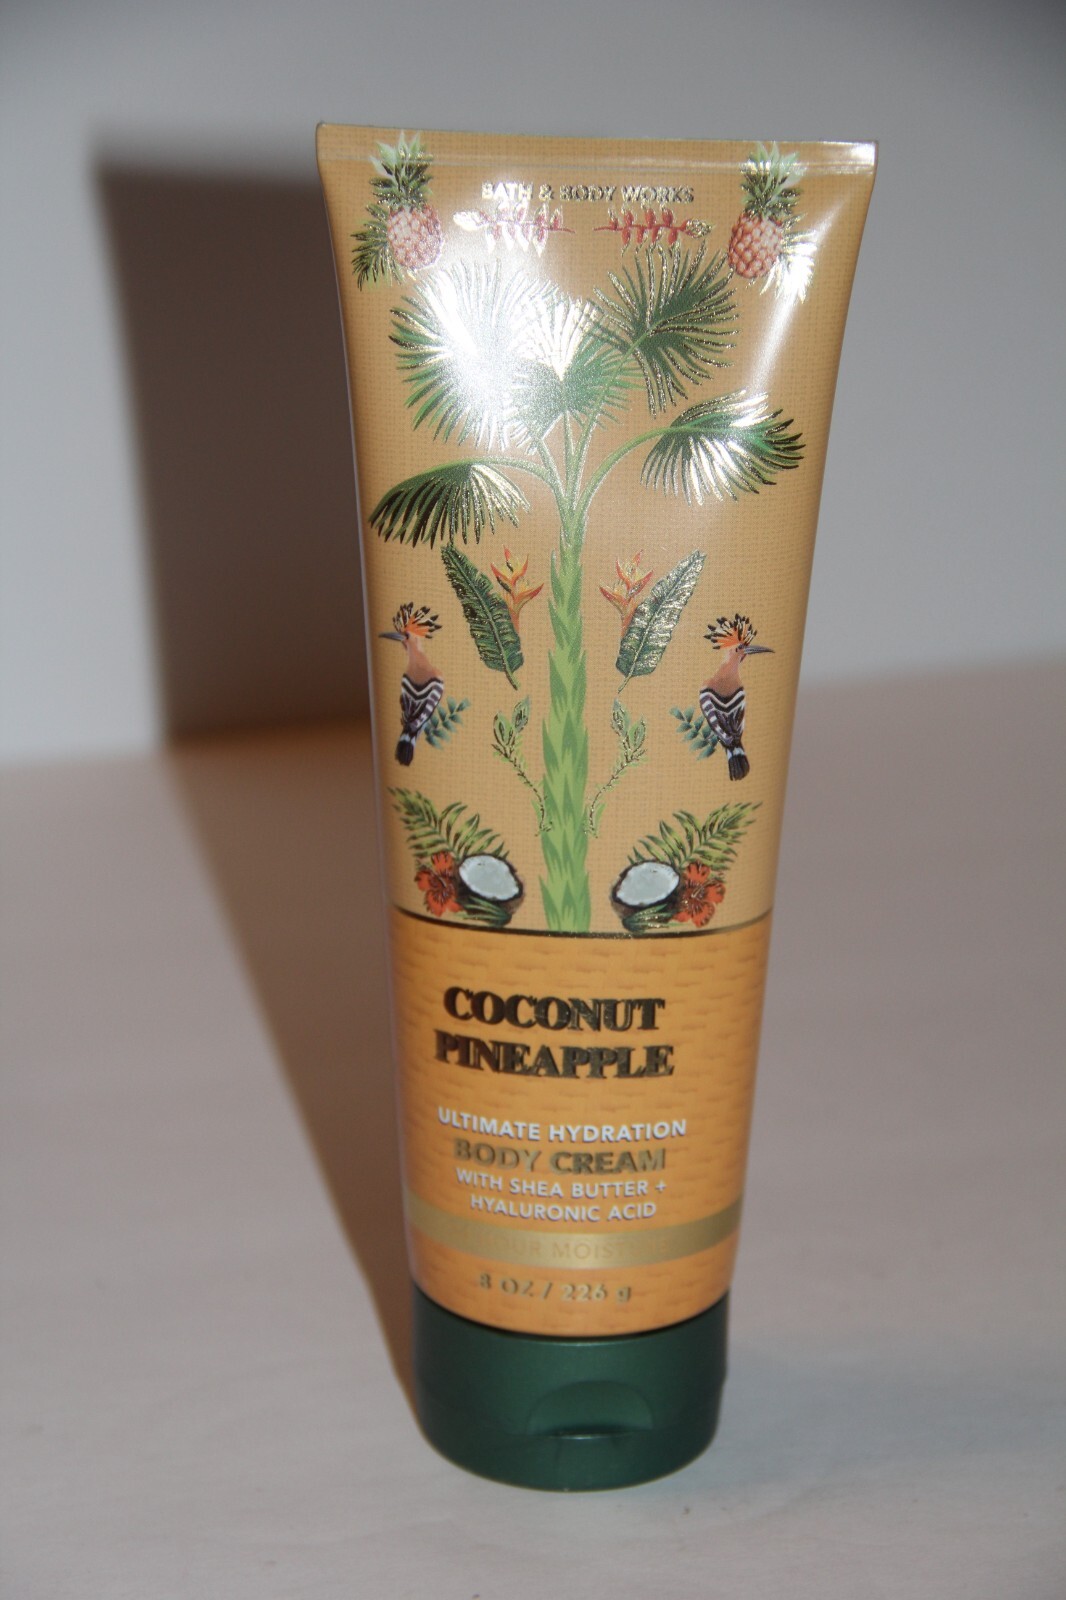 BATH & BODY WORKS
COCONUT
PINEAPPLE
ULTIMATE HYDRATION
BODY CREAM
WITH SHEA BUTTER +
HYALURONIC ACID
8 OZ / 226 g